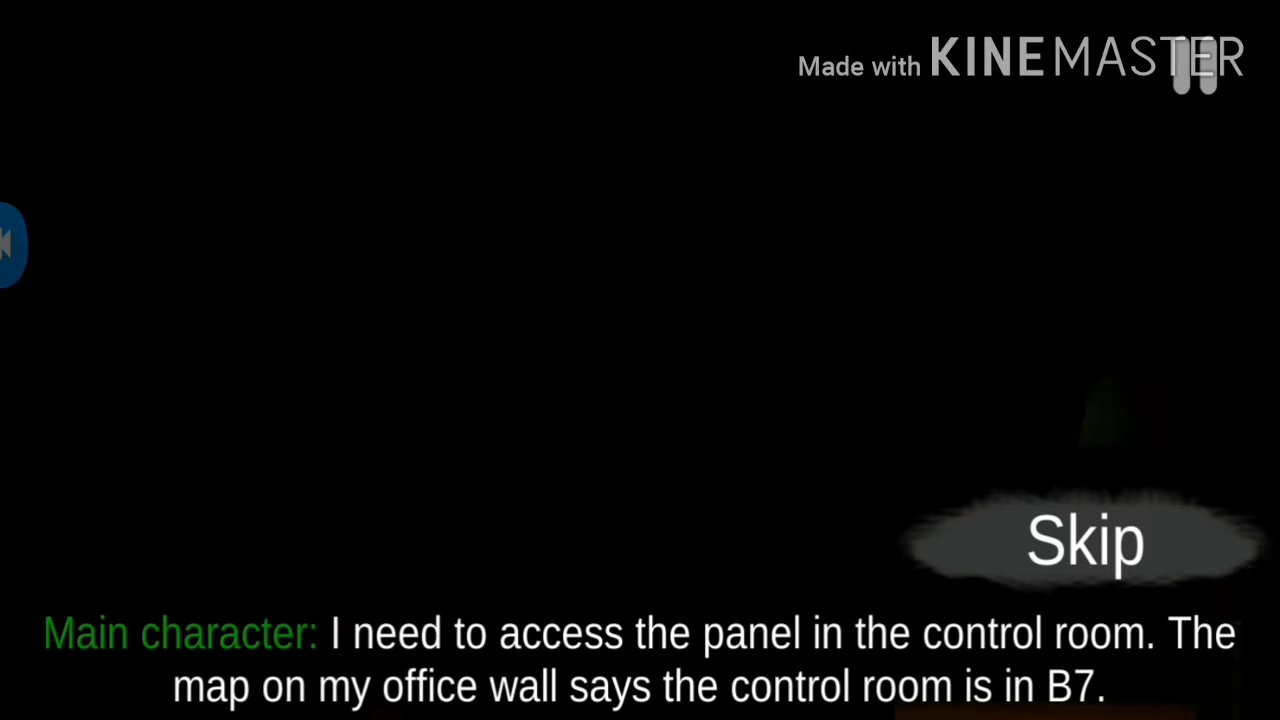 Made with KINEMASTER
Skip
Main character: I need to access the panel in the control room. The
map on my office wall says the control room is in B7.